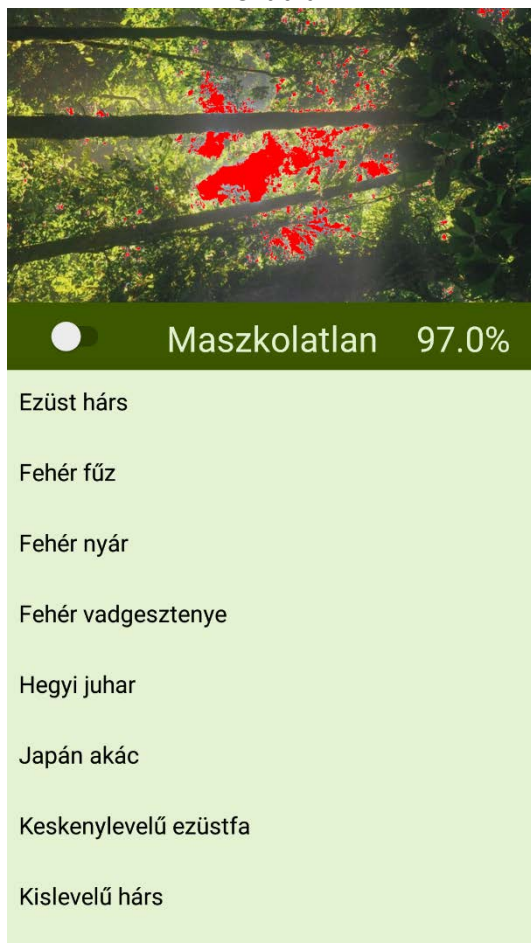 Maszkolatlan 97.0%
Ezüst hárs
Fehér fűz
Fehér nyár
Fehér vadgesztenye
Hegyi juhar
Japán akác
Keskenylevelű ezüstfa
Kislevelű hárs